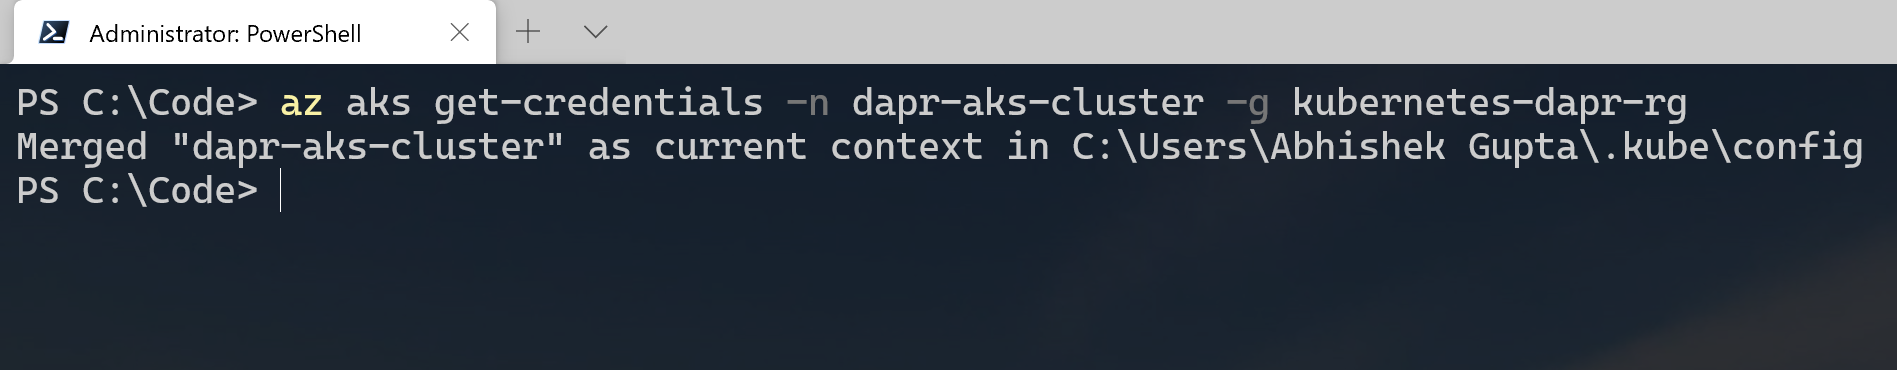 Administrator: PowerShell
PS C:\Code> az aks get-credentials -n dapr-aks-cluster -g kubernetes-dapr-rg
Merged "dapr-aks-cluster" as current context in C:\Users\Abhishek Gupta\.kube\config
PS C:\Code>